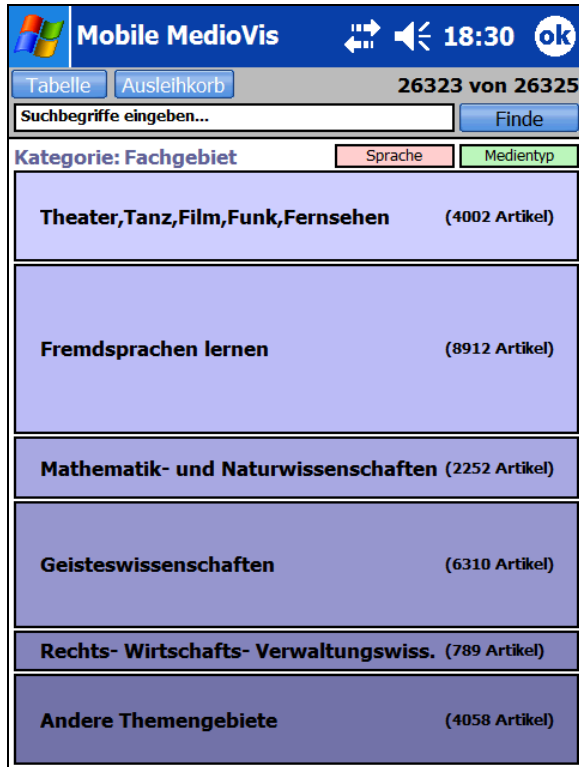 Mobile MedioVis 18:30 ok
Tabelle Ausleihkorb 26323 von 26325
Suchbegriffe eingeben... Finde
Kategorie: Fachgebiet Sprache Medientyp
Theater,Tanz,Film,Funk,Fernsehen (4002 Artikel)
Fremdsprachen lernen (8912 Artikel)
Mathematik- und Naturwissenschaften (2252 Artikel)
Geisteswissenschaften (6310 Artikel)
Rechts- Wirtschafts- Verwaltungswiss. (789 Artikel)
Andere Themengebiete (4058 Artikel)